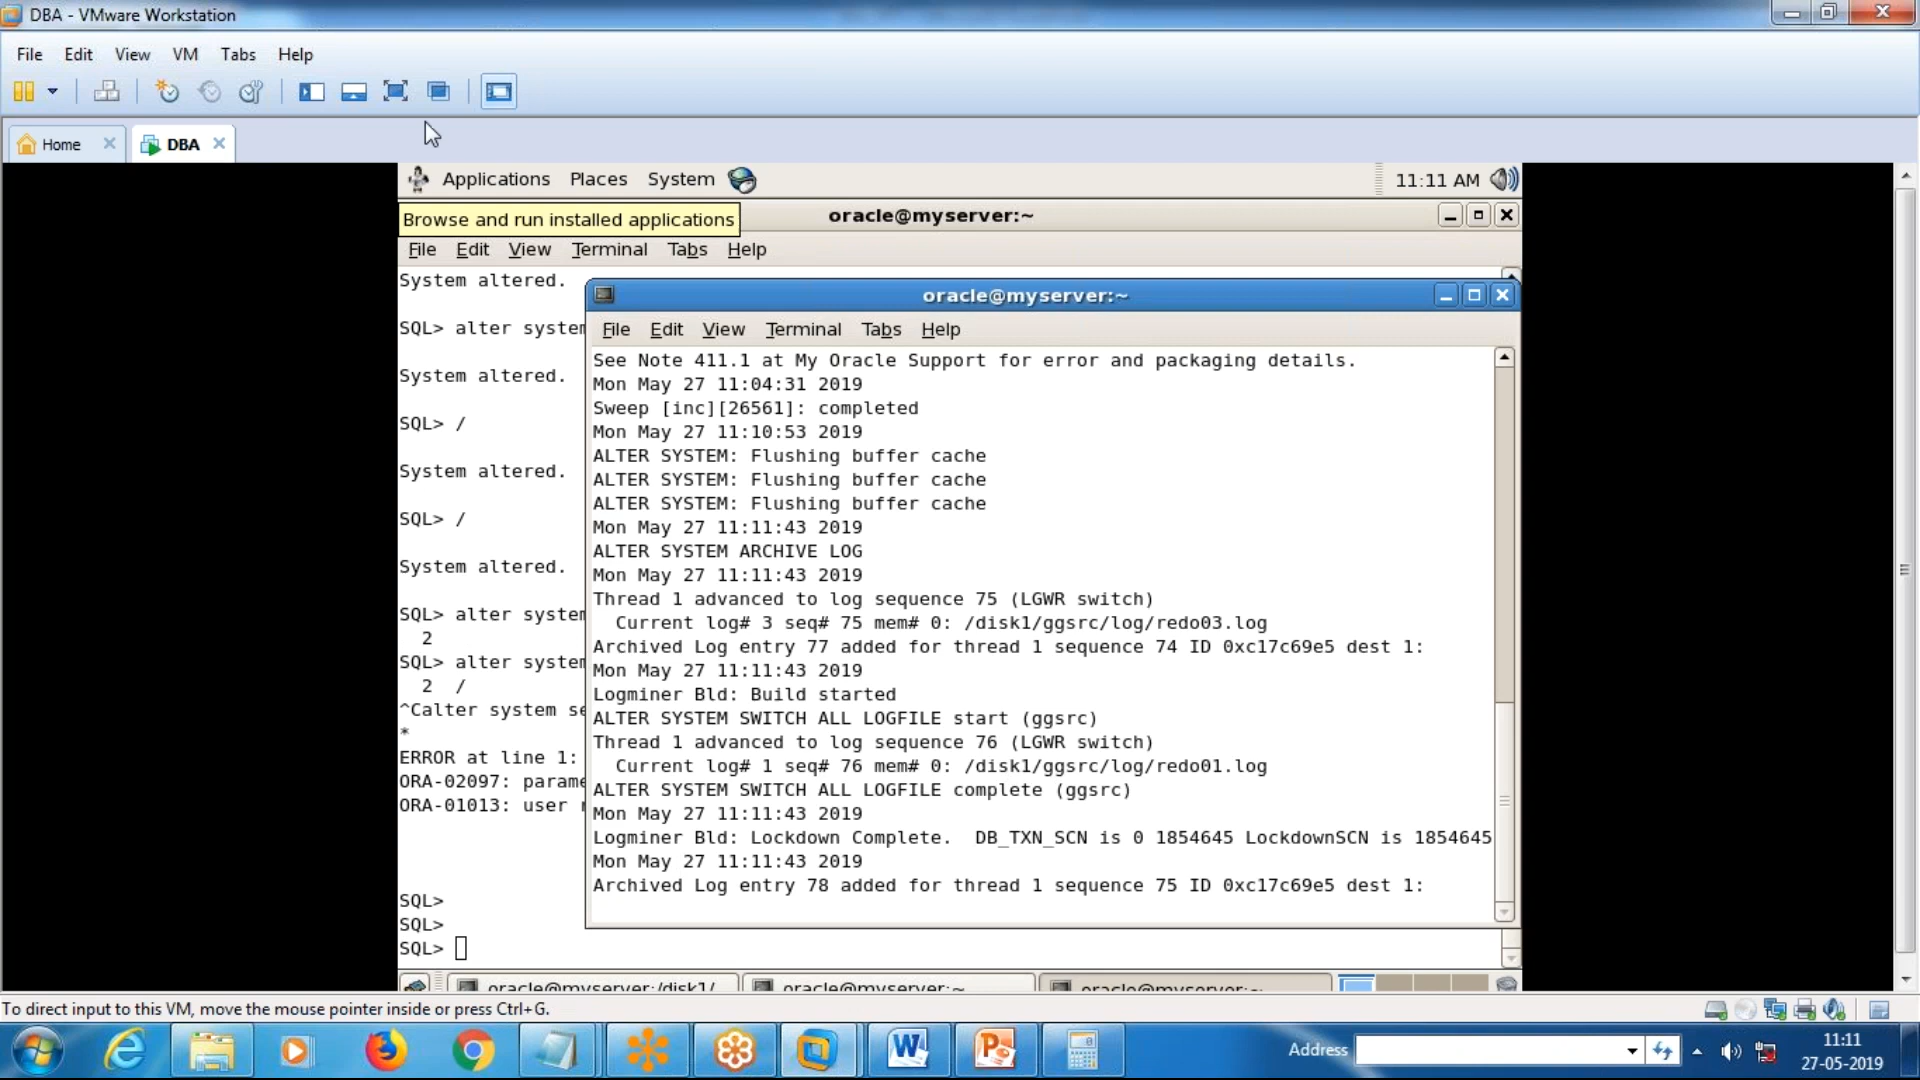 DBA - VMware Workstation
File Edit View VM Tabs Help
Home DBA
Applications Places System 11:11 AM
Browse and run installed applications
oracle@myserver:~
File Edit View Terminal Tabs Help
System altered.
SQL> alter system
System altered.
SQL> /
System altered.
SQL> /
System altered.
SQL> alter system
2
SQL> alter system
2 /
^Calter system se
*
ERROR at line 1:
ORA-02097: parame
ORA-01013: user
SQL>
SQL>
SQL>
oracle@myserver:~
File Edit View Terminal Tabs Help
See Note 411.1 at My Oracle Support for error and packaging details.
Mon May 27 11:04:31 2019
Sweep [inc][26561]: completed
Mon May 27 11:10:53 2019
ALTER SYSTEM: Flushing buffer cache
ALTER SYSTEM: Flushing buffer cache
ALTER SYSTEM: Flushing buffer cache
Mon May 27 11:11:43 2019
ALTER SYSTEM ARCHIVE LOG
Mon May 27 11:11:43 2019
Thread 1 advanced to log sequence 75 (LGWR switch)
Current log# 3 seq# 75 mem# 0: /disk1/ggsrc/log/redo03.log
Archived Log entry 77 added for thread 1 sequence 74 ID 0xc17c69e5 dest 1:
Mon May 27 11:11:43 2019
Logminer Bld: Build started
ALTER SYSTEM SWITCH ALL LOGFILE start (ggsrc)
Thread 1 advanced to log sequence 76 (LGWR switch)
Current log# 1 seq# 76 mem# 0: /disk1/ggsrc/log/redo01.log
ALTER SYSTEM SWITCH ALL LOGFILE complete (ggsrc)
Mon May 27 11:11:43 2019
Logminer Bld: Lockdown Complete. DB_TXN_SCN is 0 1854645 LockdownSCN is 1854645
Mon May 27 11:11:43 2019
Archived Log entry 78 added for thread 1 sequence 75 ID 0xc17c69e5 dest 1:
oracle@myserver:/disk1/ oracle@myserver:~ oracle@myserver:~
To direct input to this VM, move the mouse pointer inside or press Ctrl+G.
Address 11:11
27-05-2019